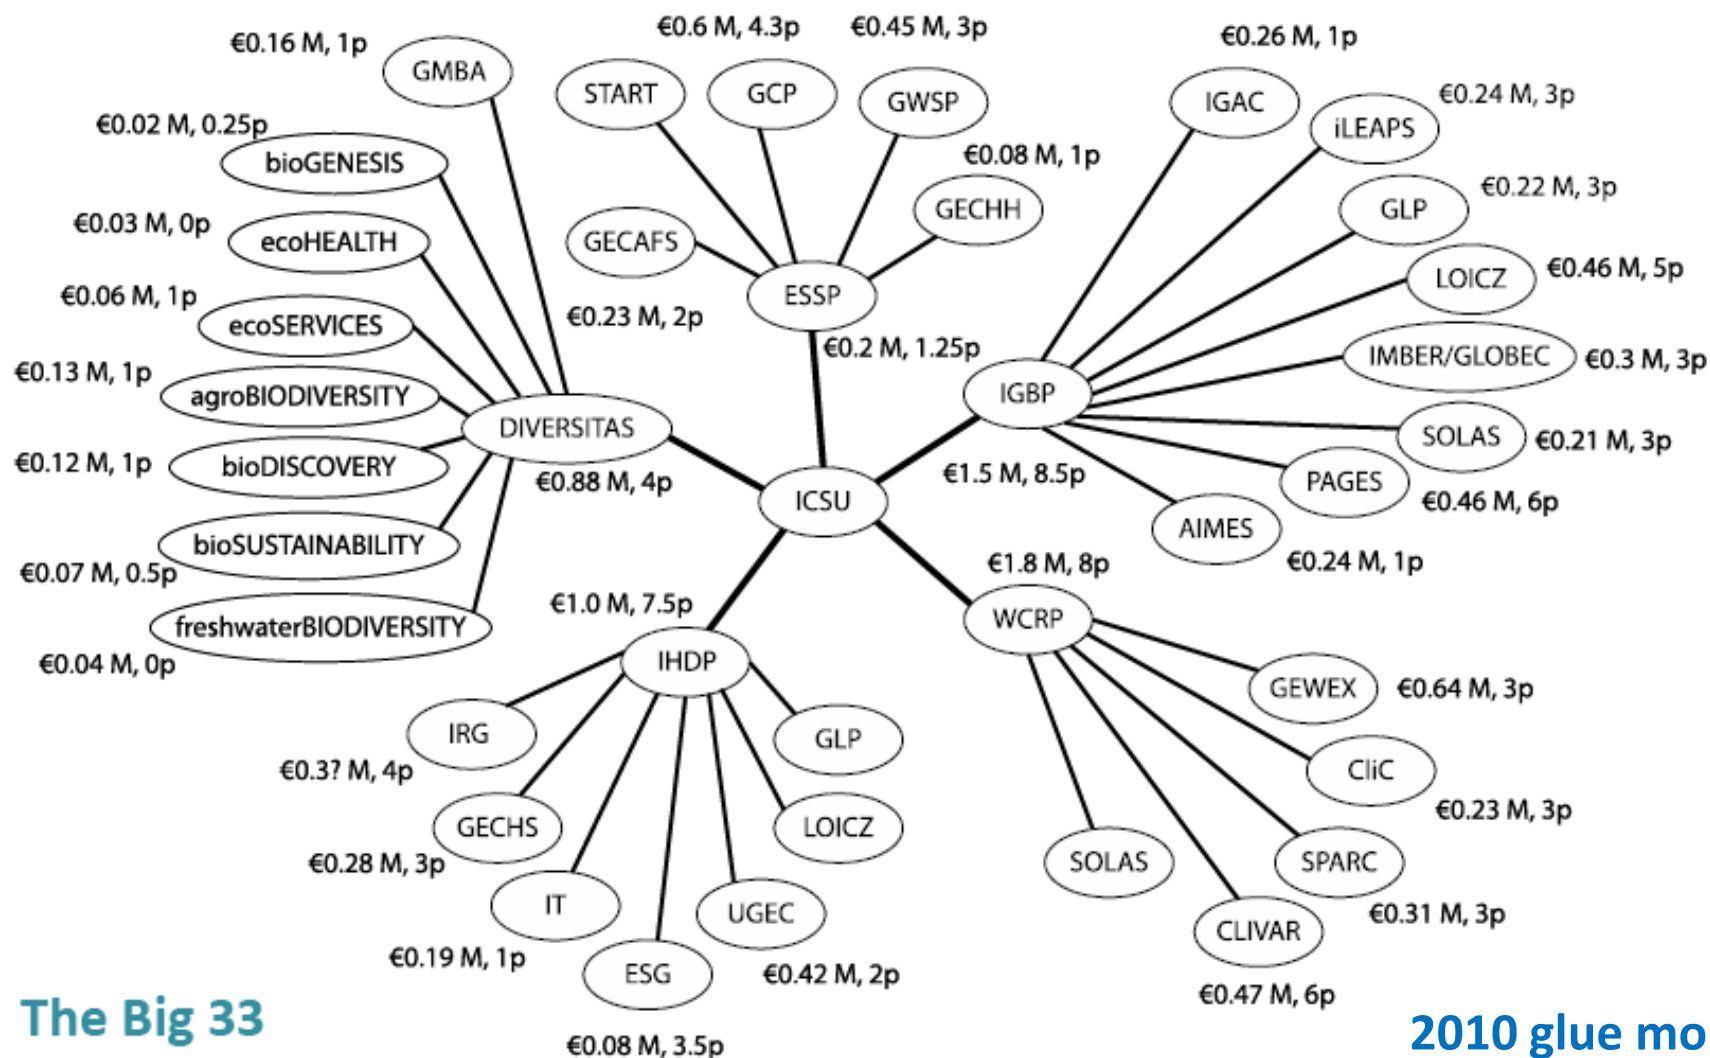 €0.16 M, 1p
GMBA
€0.02 M, 0.25p
bioGENESIS
€0.03 M, 0p
ecoHEALTH
€0.06 M, 1p
ecoSERVICES
€0.13 M, 1p
agroBIODIVERSITY
€0.12 M, 1p
bioDISCOVERY
bioSUSTAINABILITY
€0.07 M, 0.5p
freshwaterBIODIVERSITY
€0.04 M, 0p
DIVERSITAS
€0.88 M, 4p
START
€0.6 M, 4.3p
GCP
€0.45 M, 3p
GWSP
€0.08 M, 1p
GECHH
GECAFS
€0.23 M, 2p
ESSP
€0.2 M, 1.25p
€0.26 M, 1p
IGAC
€0.24 M, 3p
iLEAPS
€0.22 M, 3p
GLP
LOICZ
€0.46 M, 5p
IMBER/GLOBEC
€0.3 M, 3p
SOLAS
€0.21 M, 3p
PAGES
€0.46 M, 6p
AIMES
€0.24 M, 1p
IGBP
€1.5 M, 8.5p
ICSU
€1.8 M, 8p
WCRP
GEWEX
€0.64 M, 3p
CliC
€0.23 M, 3p
SPARC
€0.31 M, 3p
CLIVAR
€0.47 M, 6p
SOLAS
€1.0 M, 7.5p
IHDP
IRG
€0.3? M, 4p
GECHS
€0.28 M, 3p
IT
€0.19 M, 1p
ESG
€0.08 M, 3.5p
UGEC
€0.42 M, 2p
LOICZ
GLP
The Big 33
2010 glue mo